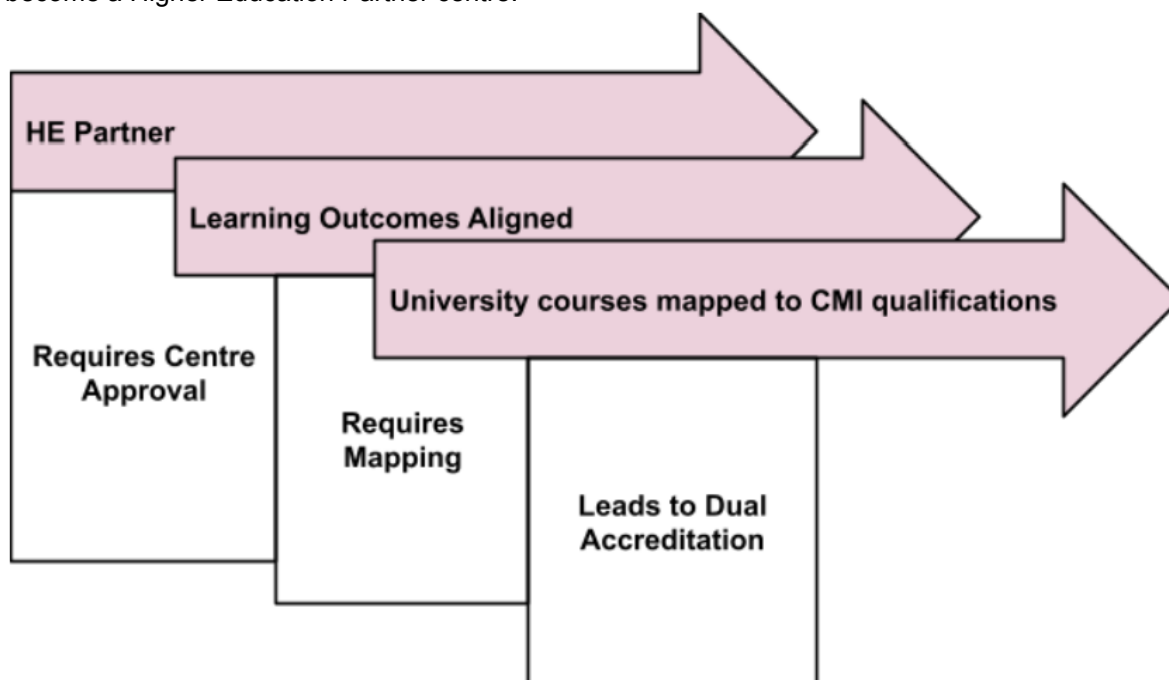 become a Higher Education Partner centre.
HE Partner
Learning Outcomes Aligned
University courses mapped to CMI qualifications
Requires Centre
Approval
Requires
Mapping
Leads to Dual
Accreditation